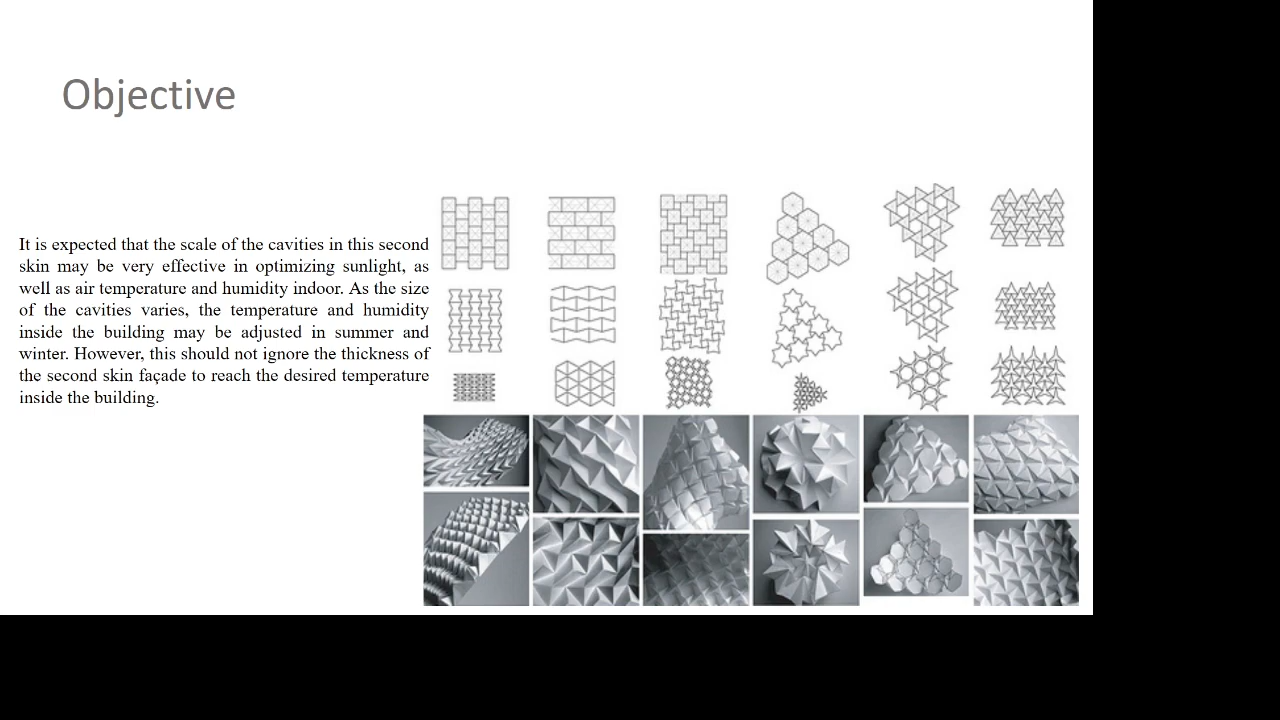 Objective
It is expected that the scale of the cavities in this second
skin may be very effective in optimizing sunlight, as
well as air temperature and humidity indoor. As the size
of the cavities varies, the temperature and humidity
inside the building may be adjusted in summer and
winter. However, this should not ignore the thickness of
the second skin façade to reach the desired temperature
inside the building.